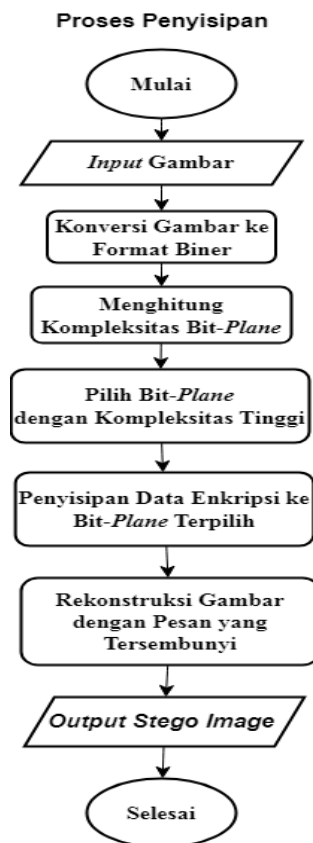 Proses Penyisipan
Mulai
Input Gambar
Konversi Gambar ke
Format Biner
Menghitung
Kompleksitas Bit-Plane
Pilih Bit-Plane
dengan Kompleksitas Tinggi
Penyisipan Data Enkripsi ke
Bit-Plane Terpilih
Rekonstruksi Gambar
dengan Pesan yang
Tersembunyi
Output Stego Image
Selesai